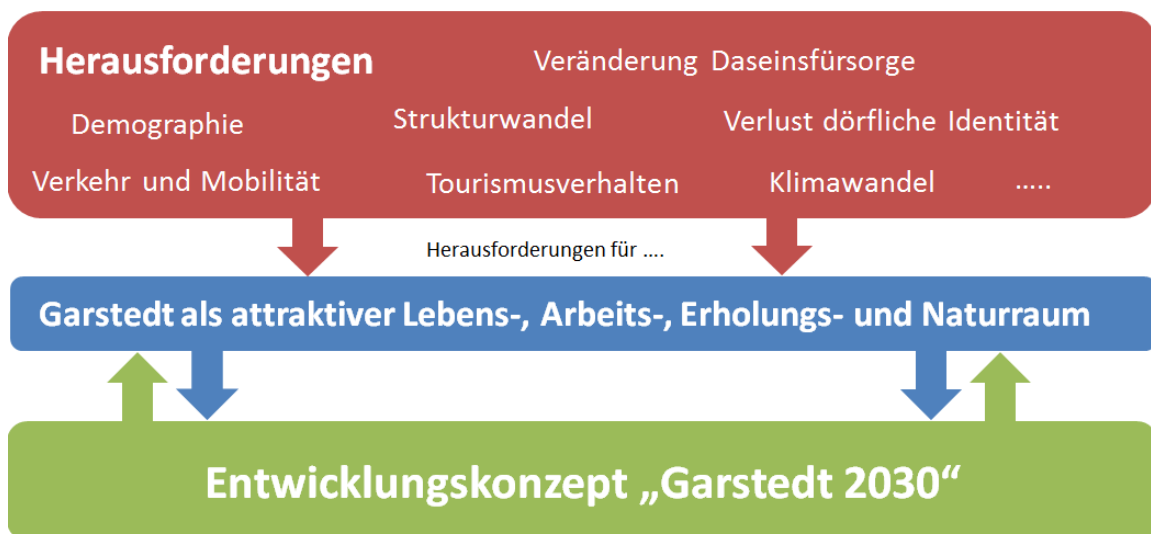 Herausforderungen
Veränderung Daseinsfürsorge
Demographie
Strukturwandel
Verlust dörfliche Identität
Verkehr und Mobilität
Tourismusverhalten
Klimawandel
.....
Herausforderungen für ....
Garstedt als attraktiver Lebens-, Arbeits-, Erholungs- und Naturraum
Entwicklungskonzept „Garstedt 2030“